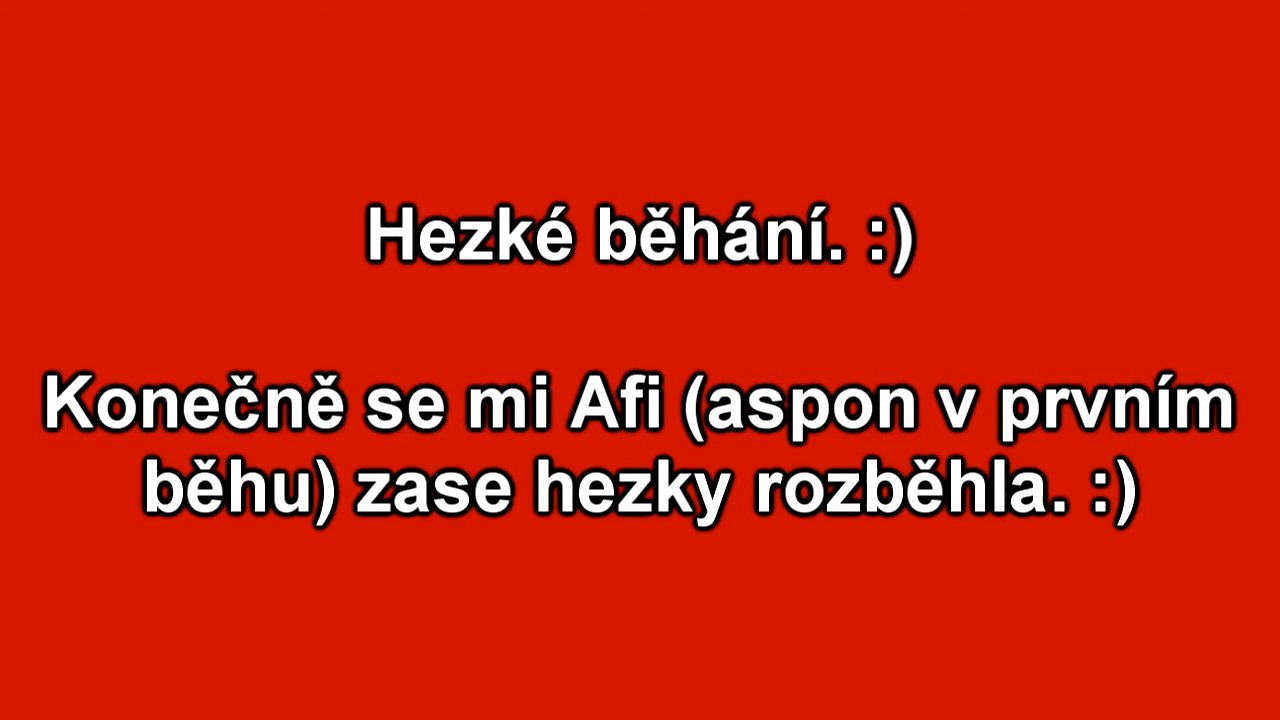 Hezké běhání. :)
Konečně se mi Afi (aspon v prvním
běhu) zase hezky rozběhla. :)